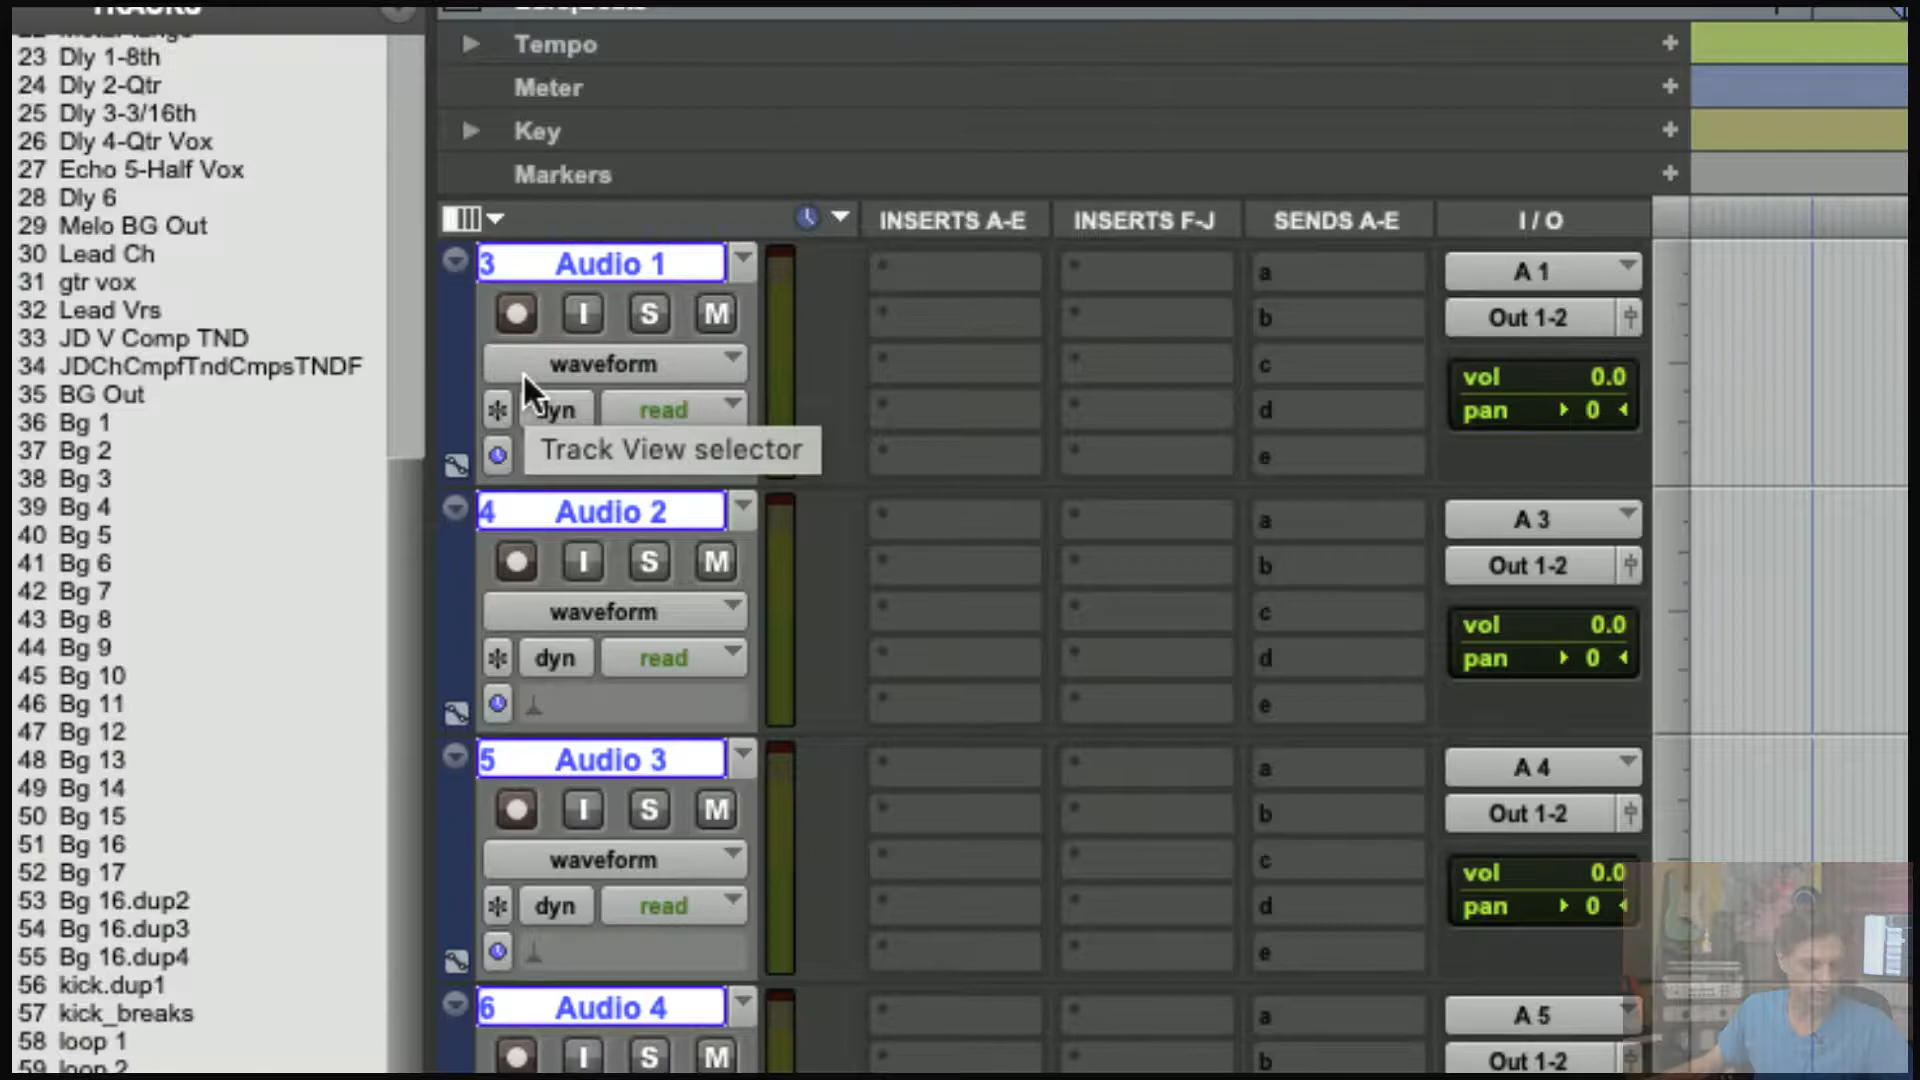 TRACKS
23 Dly 1-8th
24 Dly 2-Qtr
25 Dly 3-3/16th
26 Dly 4-Qtr Vox
27 Echo 5-Half Vox
28 Dly 6
29 Melo BG Out
30 Lead Ch
31 gtr vox
32 Lead Vrs
33 JD V Comp TND
34 JDChCmpfTndCmpsTNDF
35 BG Out
36 Bg 1
37 Bg 2
38 Bg 3
39 Bg 4
40 Bg 5
41 Bg 6
42 Bg 7
43 Bg 8
44 Bg 9
45 Bg 10
46 Bg 11
47 Bg 12
48 Bg 13
49 Bg 14
50 Bg 15
51 Bg 16
52 Bg 17
53 Bg 16.dup2
54 Bg 16.dup3
55 Bg 16.dup4
56 kick.dup1
57 kick_breaks
58 loop 1
59 loop 2
Tempo
Meter
Key
Markers
INSERTS A-E INSERTS F-J SENDS A-E I / O
3 Audio 1
I S M
waveform
dyn read
Track View selector
a
b
c
d
e
A 1
Out 1-2
vol 0.0
pan 0
4 Audio 2
I S M
waveform
dyn read
a
b
c
d
e
A 3
Out 1-2
vol 0.0
pan 0
5 Audio 3
I S M
waveform
dyn read
a
b
c
d
e
A 4
Out 1-2
vol 0.0
pan 0
6 Audio 4
I S M
a
b
A 5
Out 1-2